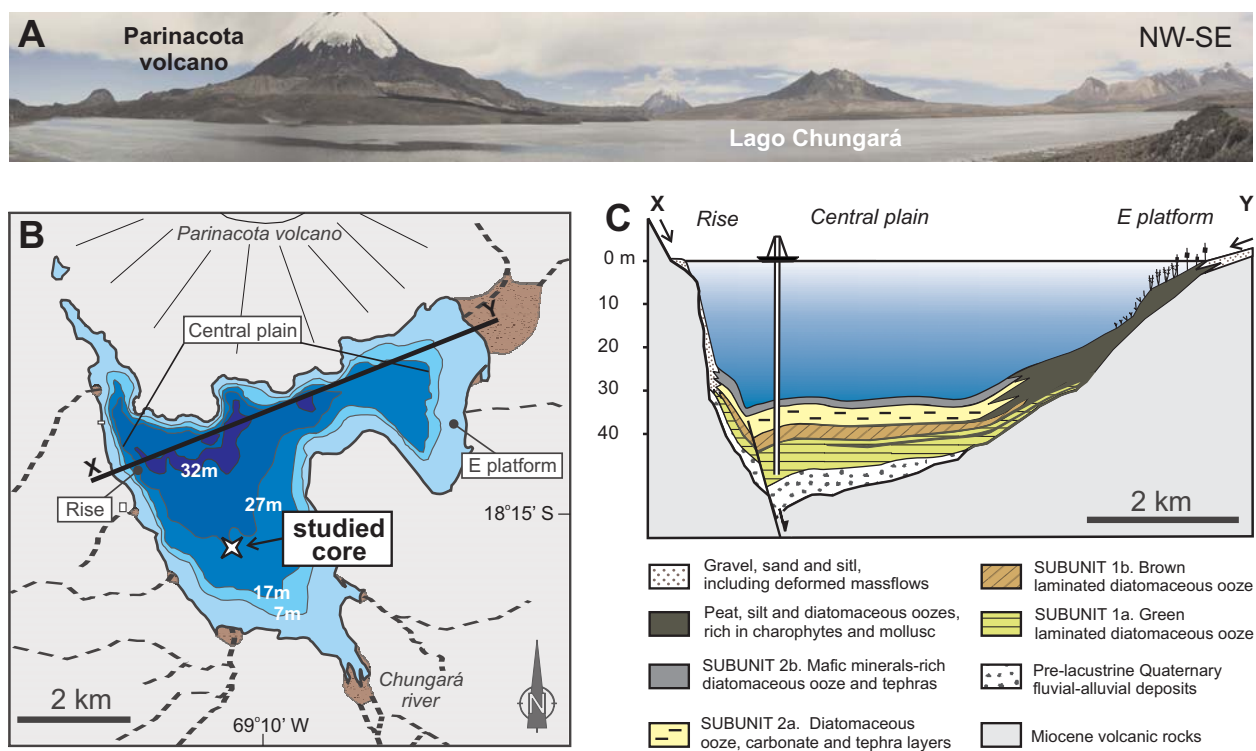 A
Parinacota
volcano
NW-SE
Lago Chungará
B
Parinacota volcano
Central plain
Y
X
32m
E platform
Rise
27m
18°15' S
studied
core
17m
7m
Chungará
river
2 km
69°10' W
N
C
X
Rise
Central plain
E platform
Y
0 m
10
20
30
40
2 km
Gravel, sand and sitl,
including deformed massflows
Peat, silt and diatomaceous oozes,
rich in charophytes and mollusc
SUBUNIT 2b. Mafic minerals-rich
diatomaceous ooze and tephras
SUBUNIT 2a. Diatomaceous
ooze, carbonate and tephra layers
SUBUNIT 1b. Brown
laminated diatomaceous ooze
SUBUNIT 1a. Green
laminated diatomaceous ooze
Pre-lacustrine Quaternary
fluvial-alluvial deposits
Miocene volcanic rocks